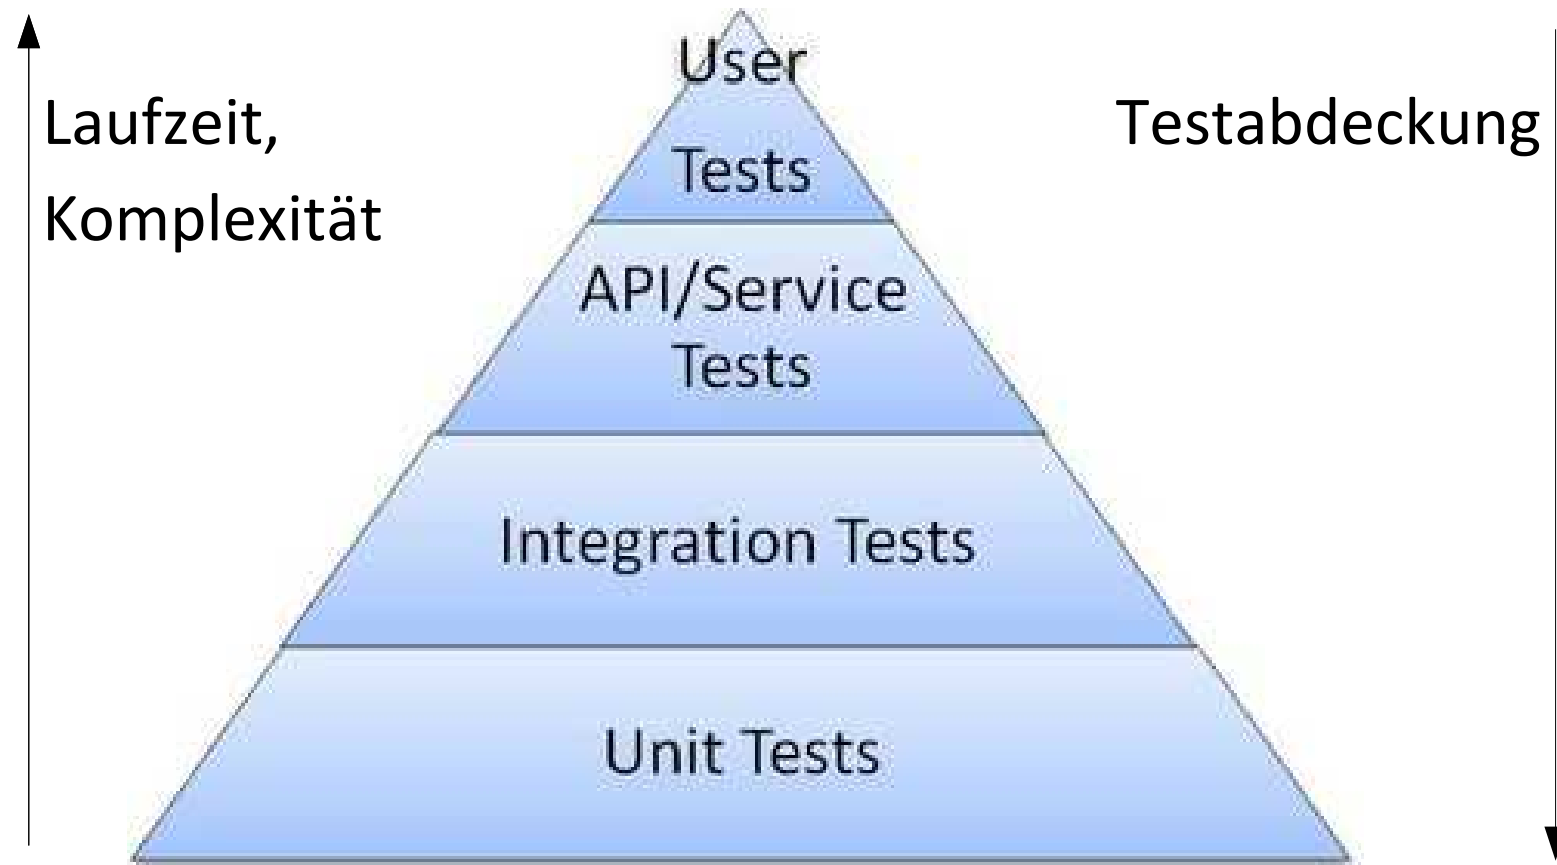 User
Tests
Laufzeit,
Komplexität
Testabdeckung
API/Service
Tests
Integration Tests
Unit Tests